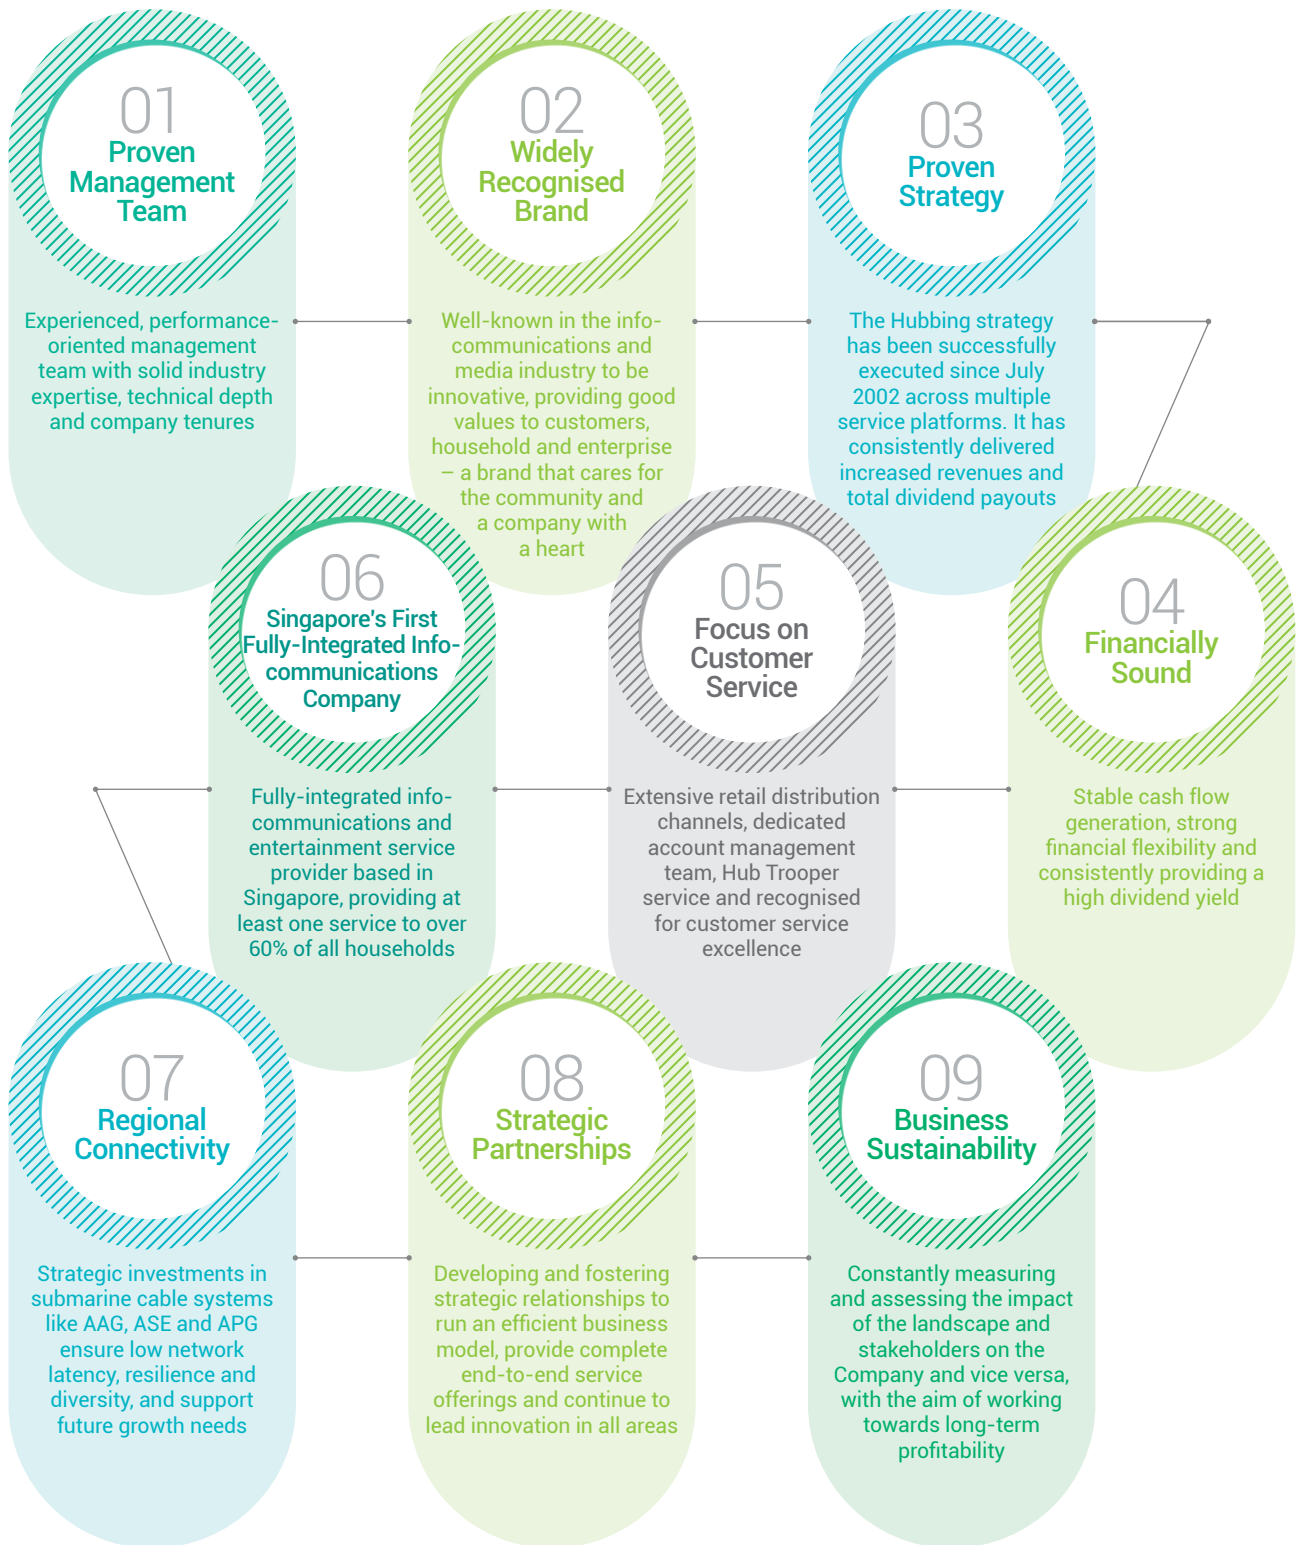 01
Proven
Management
Team
Experienced, performance-
oriented management
team with solid industry
expertise, technical depth
and company tenures
02
Widely
Recognised
Brand
Well-known in the info-
communications and
media industry to be
innovative, providing good
values to customers,
household and enterprise
– a brand that cares for
the community and
a company with
a heart
03
Proven
Strategy
The Hubbing strategy
has been successfully
executed since July
2002 across multiple
service platforms. It has
consistently delivered
increased revenues and
total dividend payouts
04
Financially
Sound
Stable cash flow
generation, strong
financial flexibility and
consistently providing a
high dividend yield
05
Focus on
Customer
Service
Extensive retail distribution
channels, dedicated
account management
team, Hub Trooper
service and recognised
for customer service
excellence
06
Singapore's First
Fully-Integrated Info-
communications
Company
Fully-integrated info-
communications and
entertainment service
provider based in
Singapore, providing at
least one service to over
60% of all households
07
Regional
Connectivity
Strategic investments in
submarine cable systems
like AAG, ASE and APG
ensure low network
latency, resilience and
diversity, and support
future growth needs
08
Strategic
Partnerships
Developing and fostering
strategic relationships to
run an efficient business
model, provide complete
end-to-end service
offerings and continue to
lead innovation in all areas
09
Business
Sustainability
Constantly measuring
and assessing the impact
of the landscape and
stakeholders on the
Company and vice versa,
with the aim of working
towards long-term
profitability